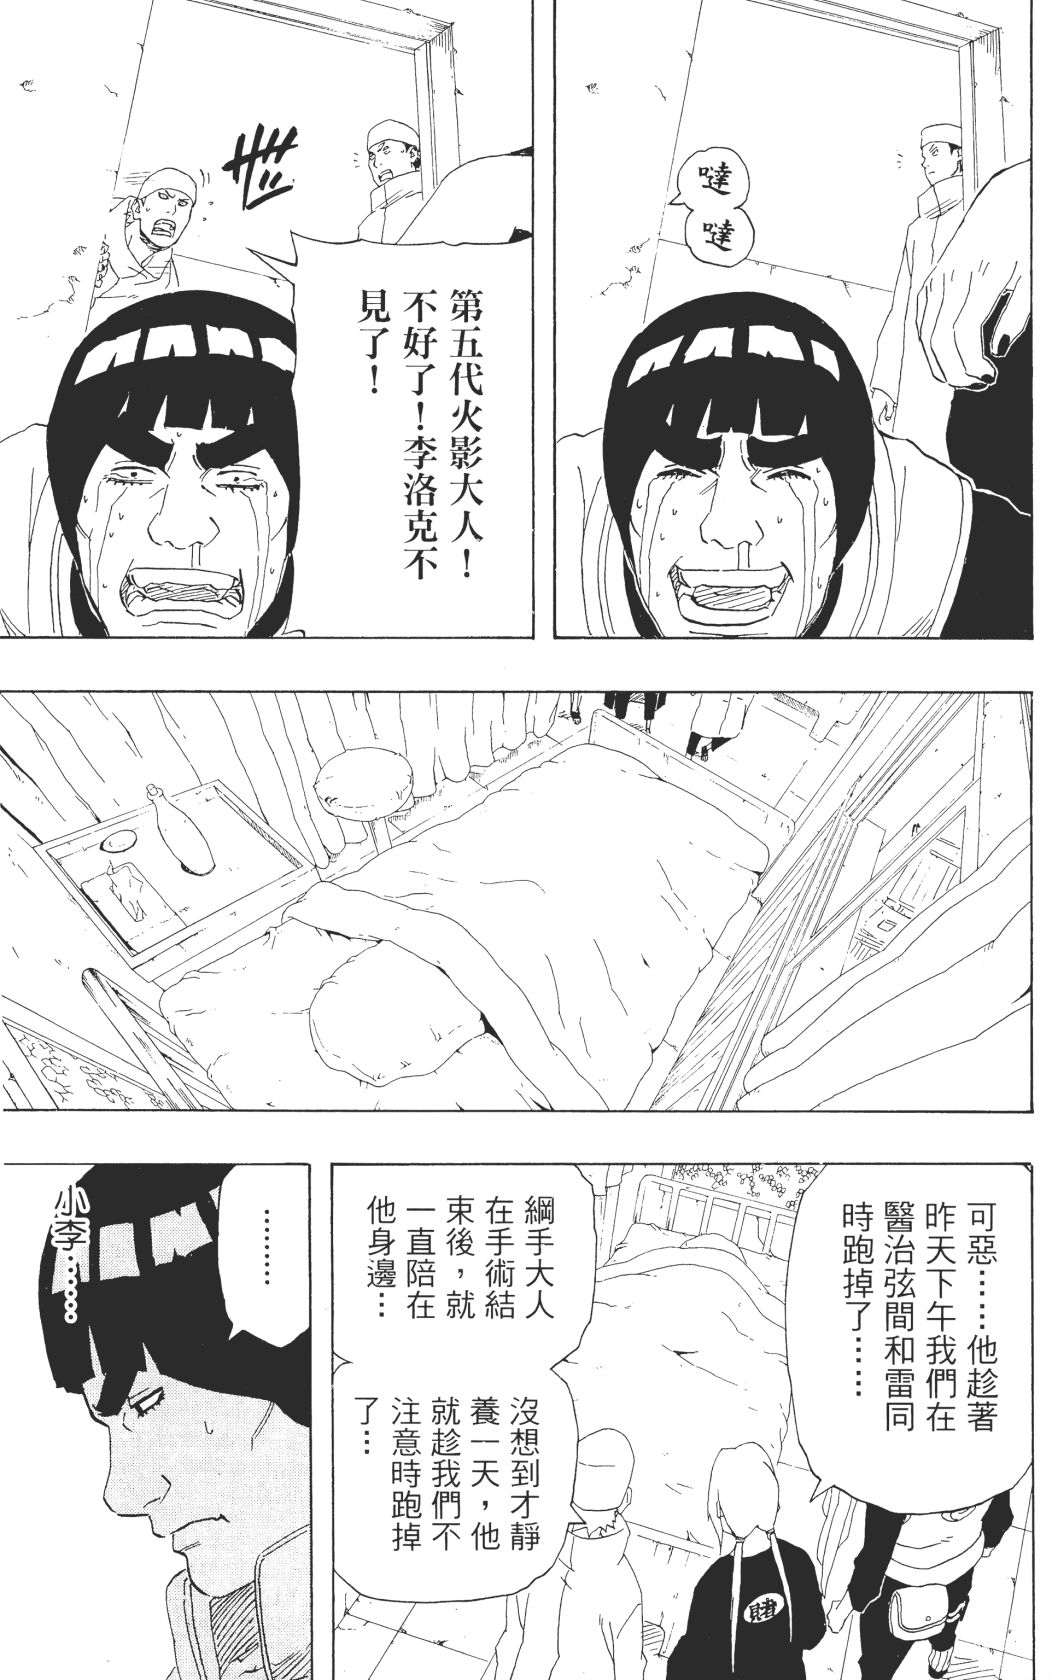 噠
噠
第五代火影大人！
不好了！李洛克不
見了！
可惡……他趁著
昨天下午我們在
醫治弦間和雷同
時跑掉了……
綱手大人
在手術結
束後，就
一直陪在
他身邊…
沒想到才靜
養一天，他
就趁我們不
注意時跑掉
了…
賭
………
小李……